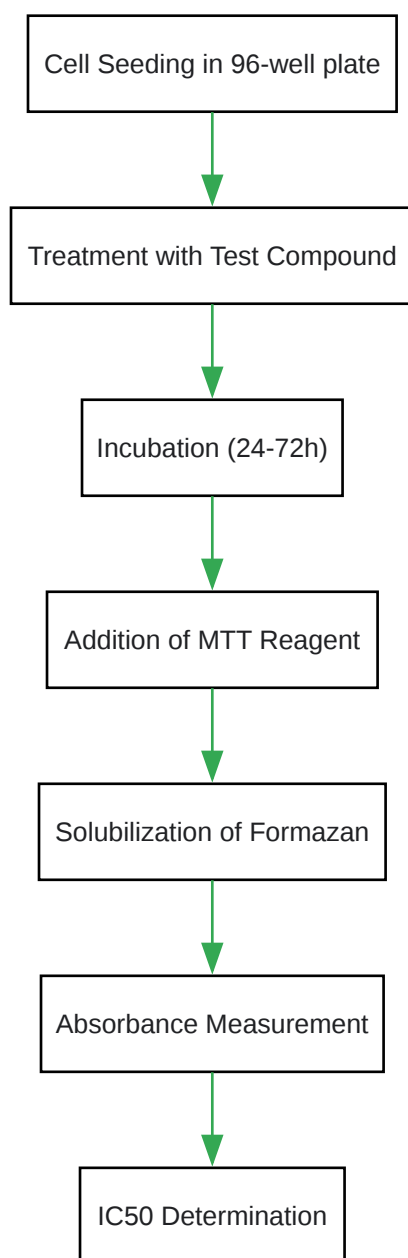 Cell Seeding in 96-well plate
Treatment with Test Compound
Incubation (24-72h)
Addition of MTT Reagent
Solubilization of Formazan
Absorbance Measurement
IC50 Determination